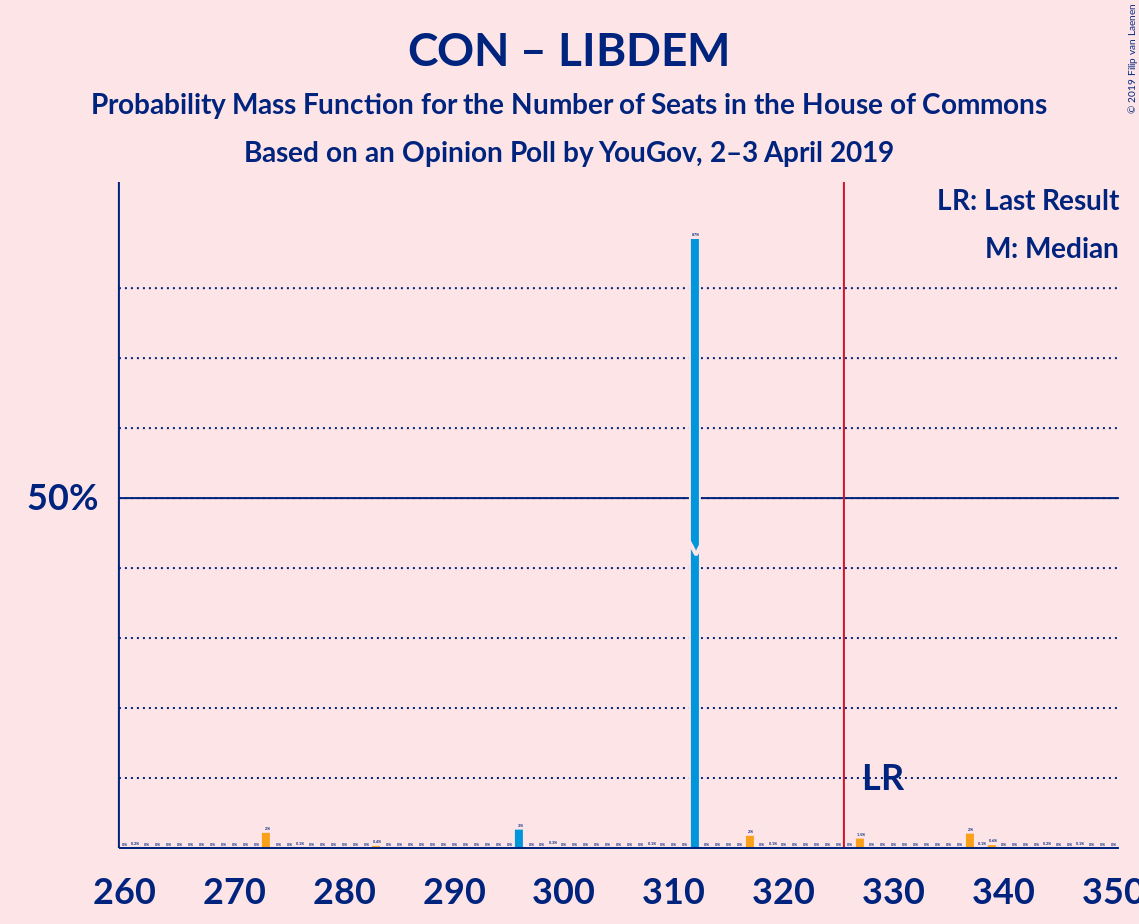 CON – LIBDEM
Probability Mass Function for the Number of Seats in the House of Commons
Based on an Opinion Poll by YouGov, 2–3 April 2019
© 2019 Filip van Laenen
LR: Last Result
M: Median
87%
50%
M
LR
260 270 280 290 300 310 320 330 340 350